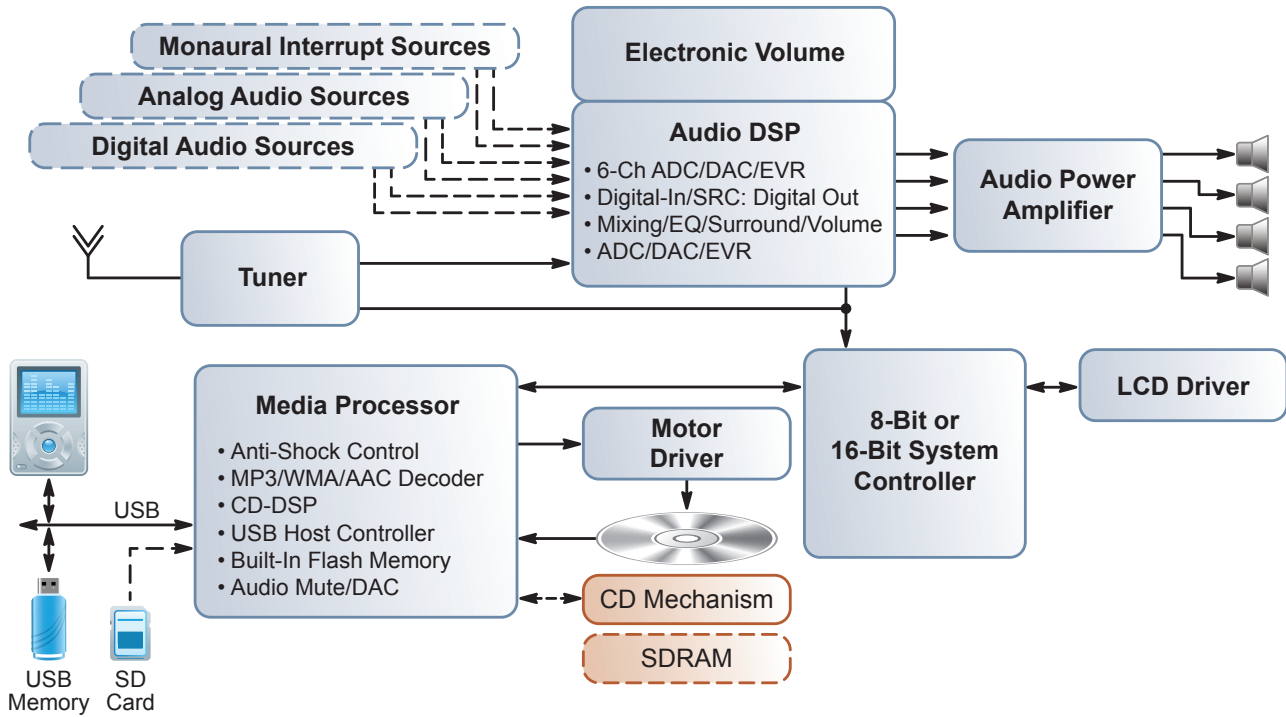 Monaural Interrupt Sources
Analog Audio Sources
Digital Audio Sources
Electronic Volume
Audio DSP
• 6-Ch ADC/DAC/EVR
• Digital-In/SRC: Digital Out
• Mixing/EQ/Surround/Volume
• ADC/DAC/EVR
Audio Power
Amplifier
Tuner
Media Processor
• Anti-Shock Control
• MP3/WMA/AAC Decoder
• CD-DSP
• USB Host Controller
• Built-In Flash Memory
• Audio Mute/DAC
Motor
Driver
8-Bit or
16-Bit System
Controller
LCD Driver
USB
CD Mechanism
SDRAM
USB
Memory
SD
Card